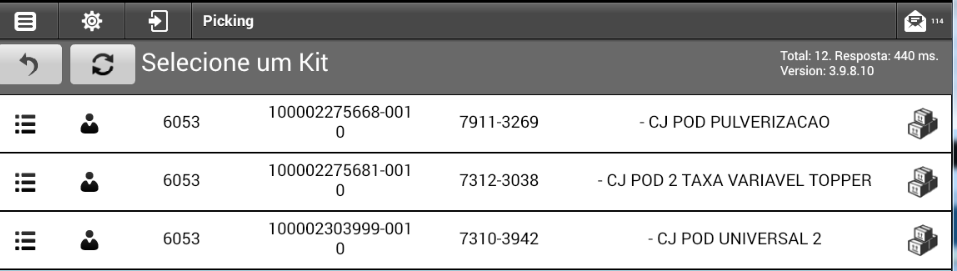 Picking
114
Selecione um Kit
Total: 12. Resposta: 440 ms.
Version: 3.9.8.10
6053 100002275668-001 7911-3269 - CJ POD PULVERIZACAO
0
6053 100002275681-001 7312-3038 - CJ POD 2 TAXA VARIAVEL TOPPER
0
6053 100002303999-001 7310-3942 - CJ POD UNIVERSAL 2
0